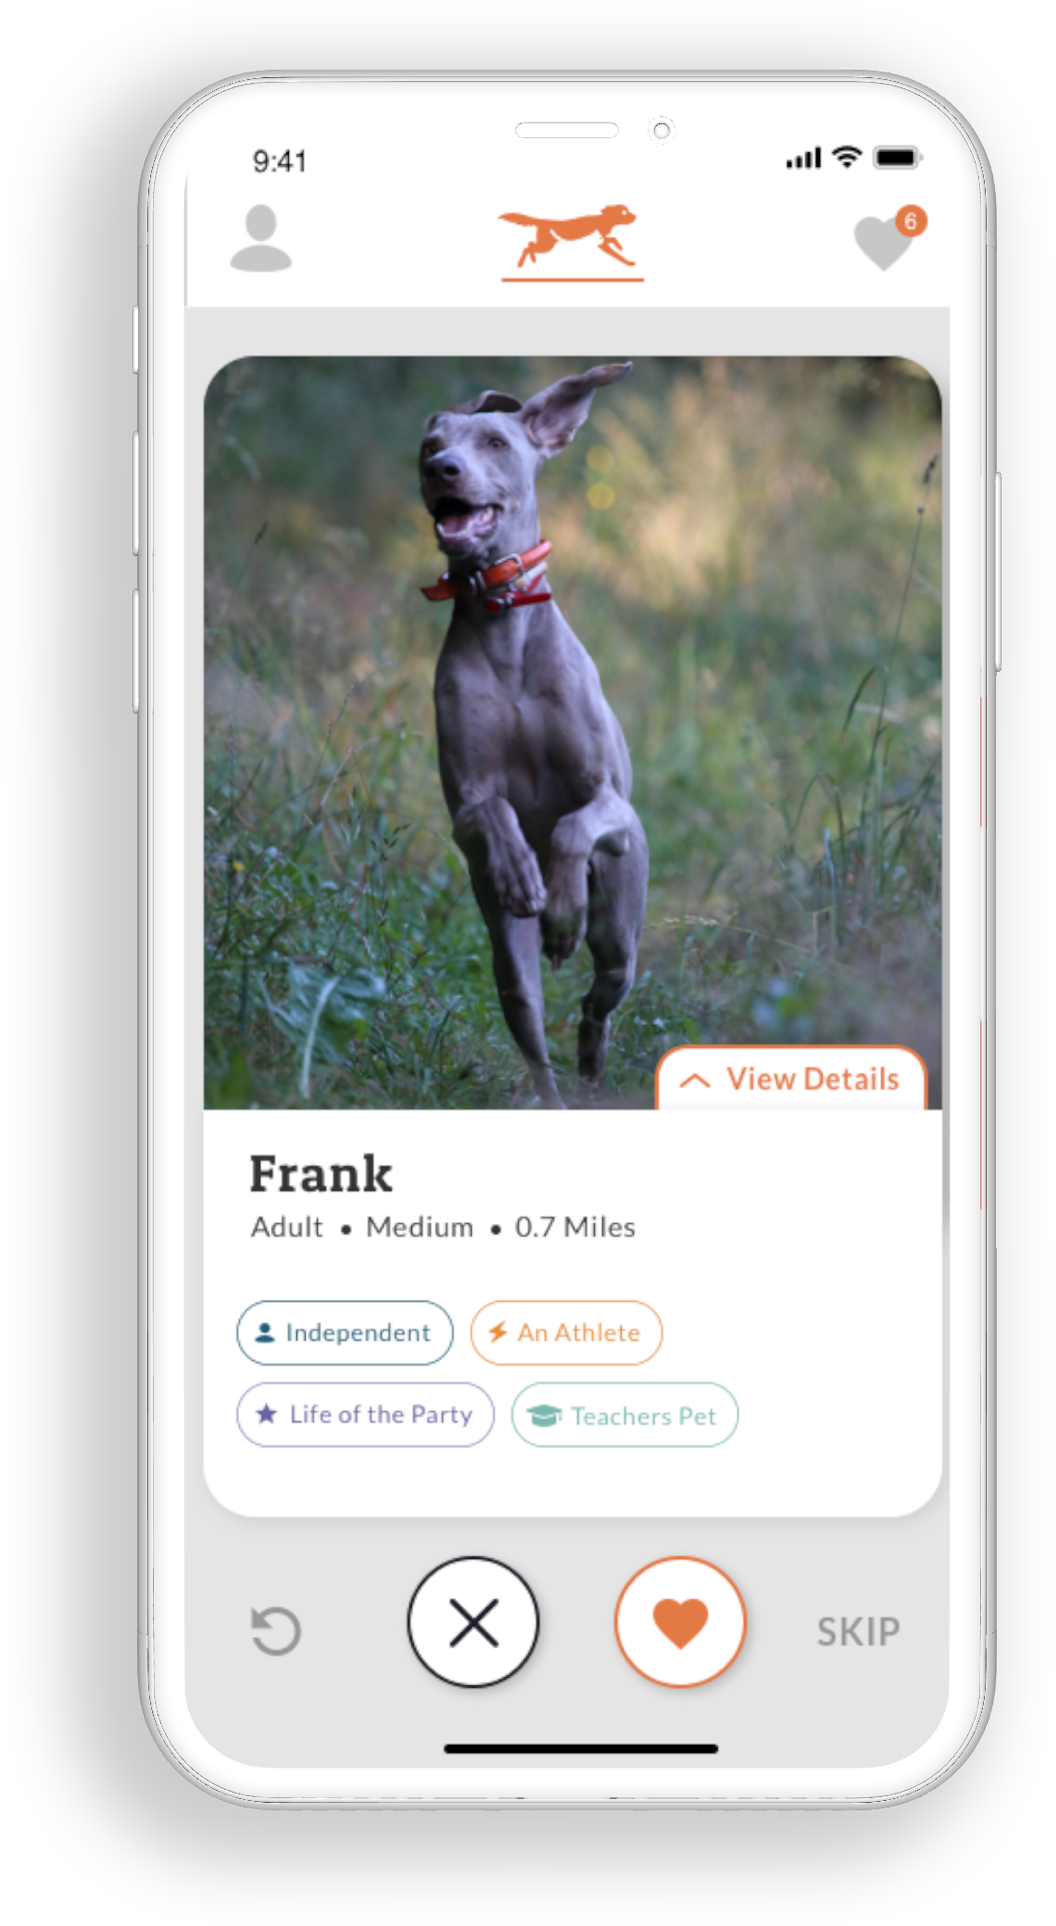 9:41
6
View Details
Frank
Adult • Medium • 0.7 Miles
Independent
An Athlete
Life of the Party
Teachers Pet
SKIP